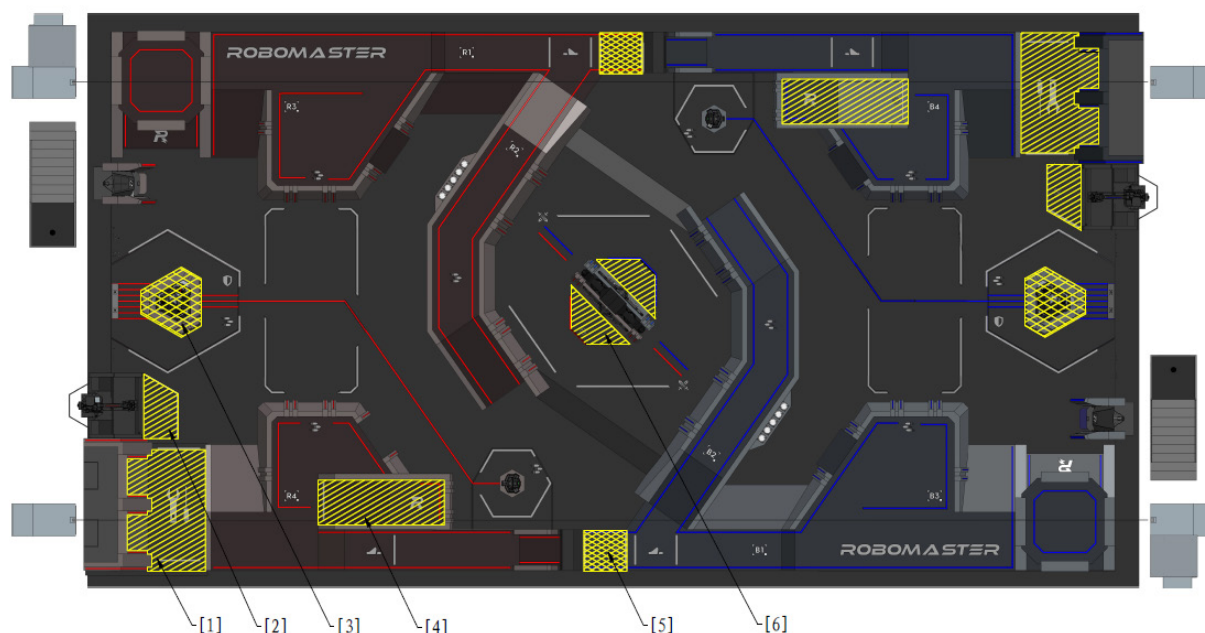 ROBOMASTER
R1
R3
B4
R2
R
R4
R
B2
B3
B1
ROBOMASTER
[1]
[2]
[3]
[4]
[5]
[6]